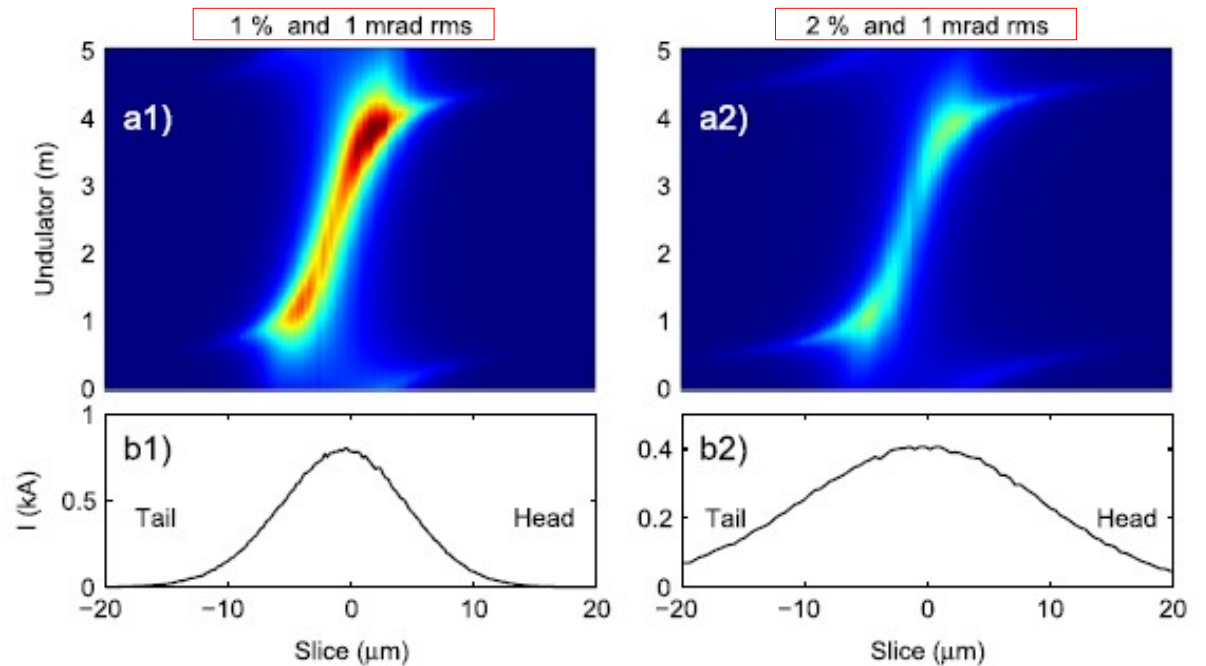 1 % and 1 mrad rms
2 % and 1 mrad rms
5
4
3
2
1
0
Undulator (m)
a1)
5
4
3
2
1
0
a2)
1
0.5
0
I (kA)
b1)
Tail
Head
0.4
0.2
0
b2)
Tail
Head
−20
−10
0
10
20
−20
−10
0
10
20
Slice (μm)
Slice (μm)